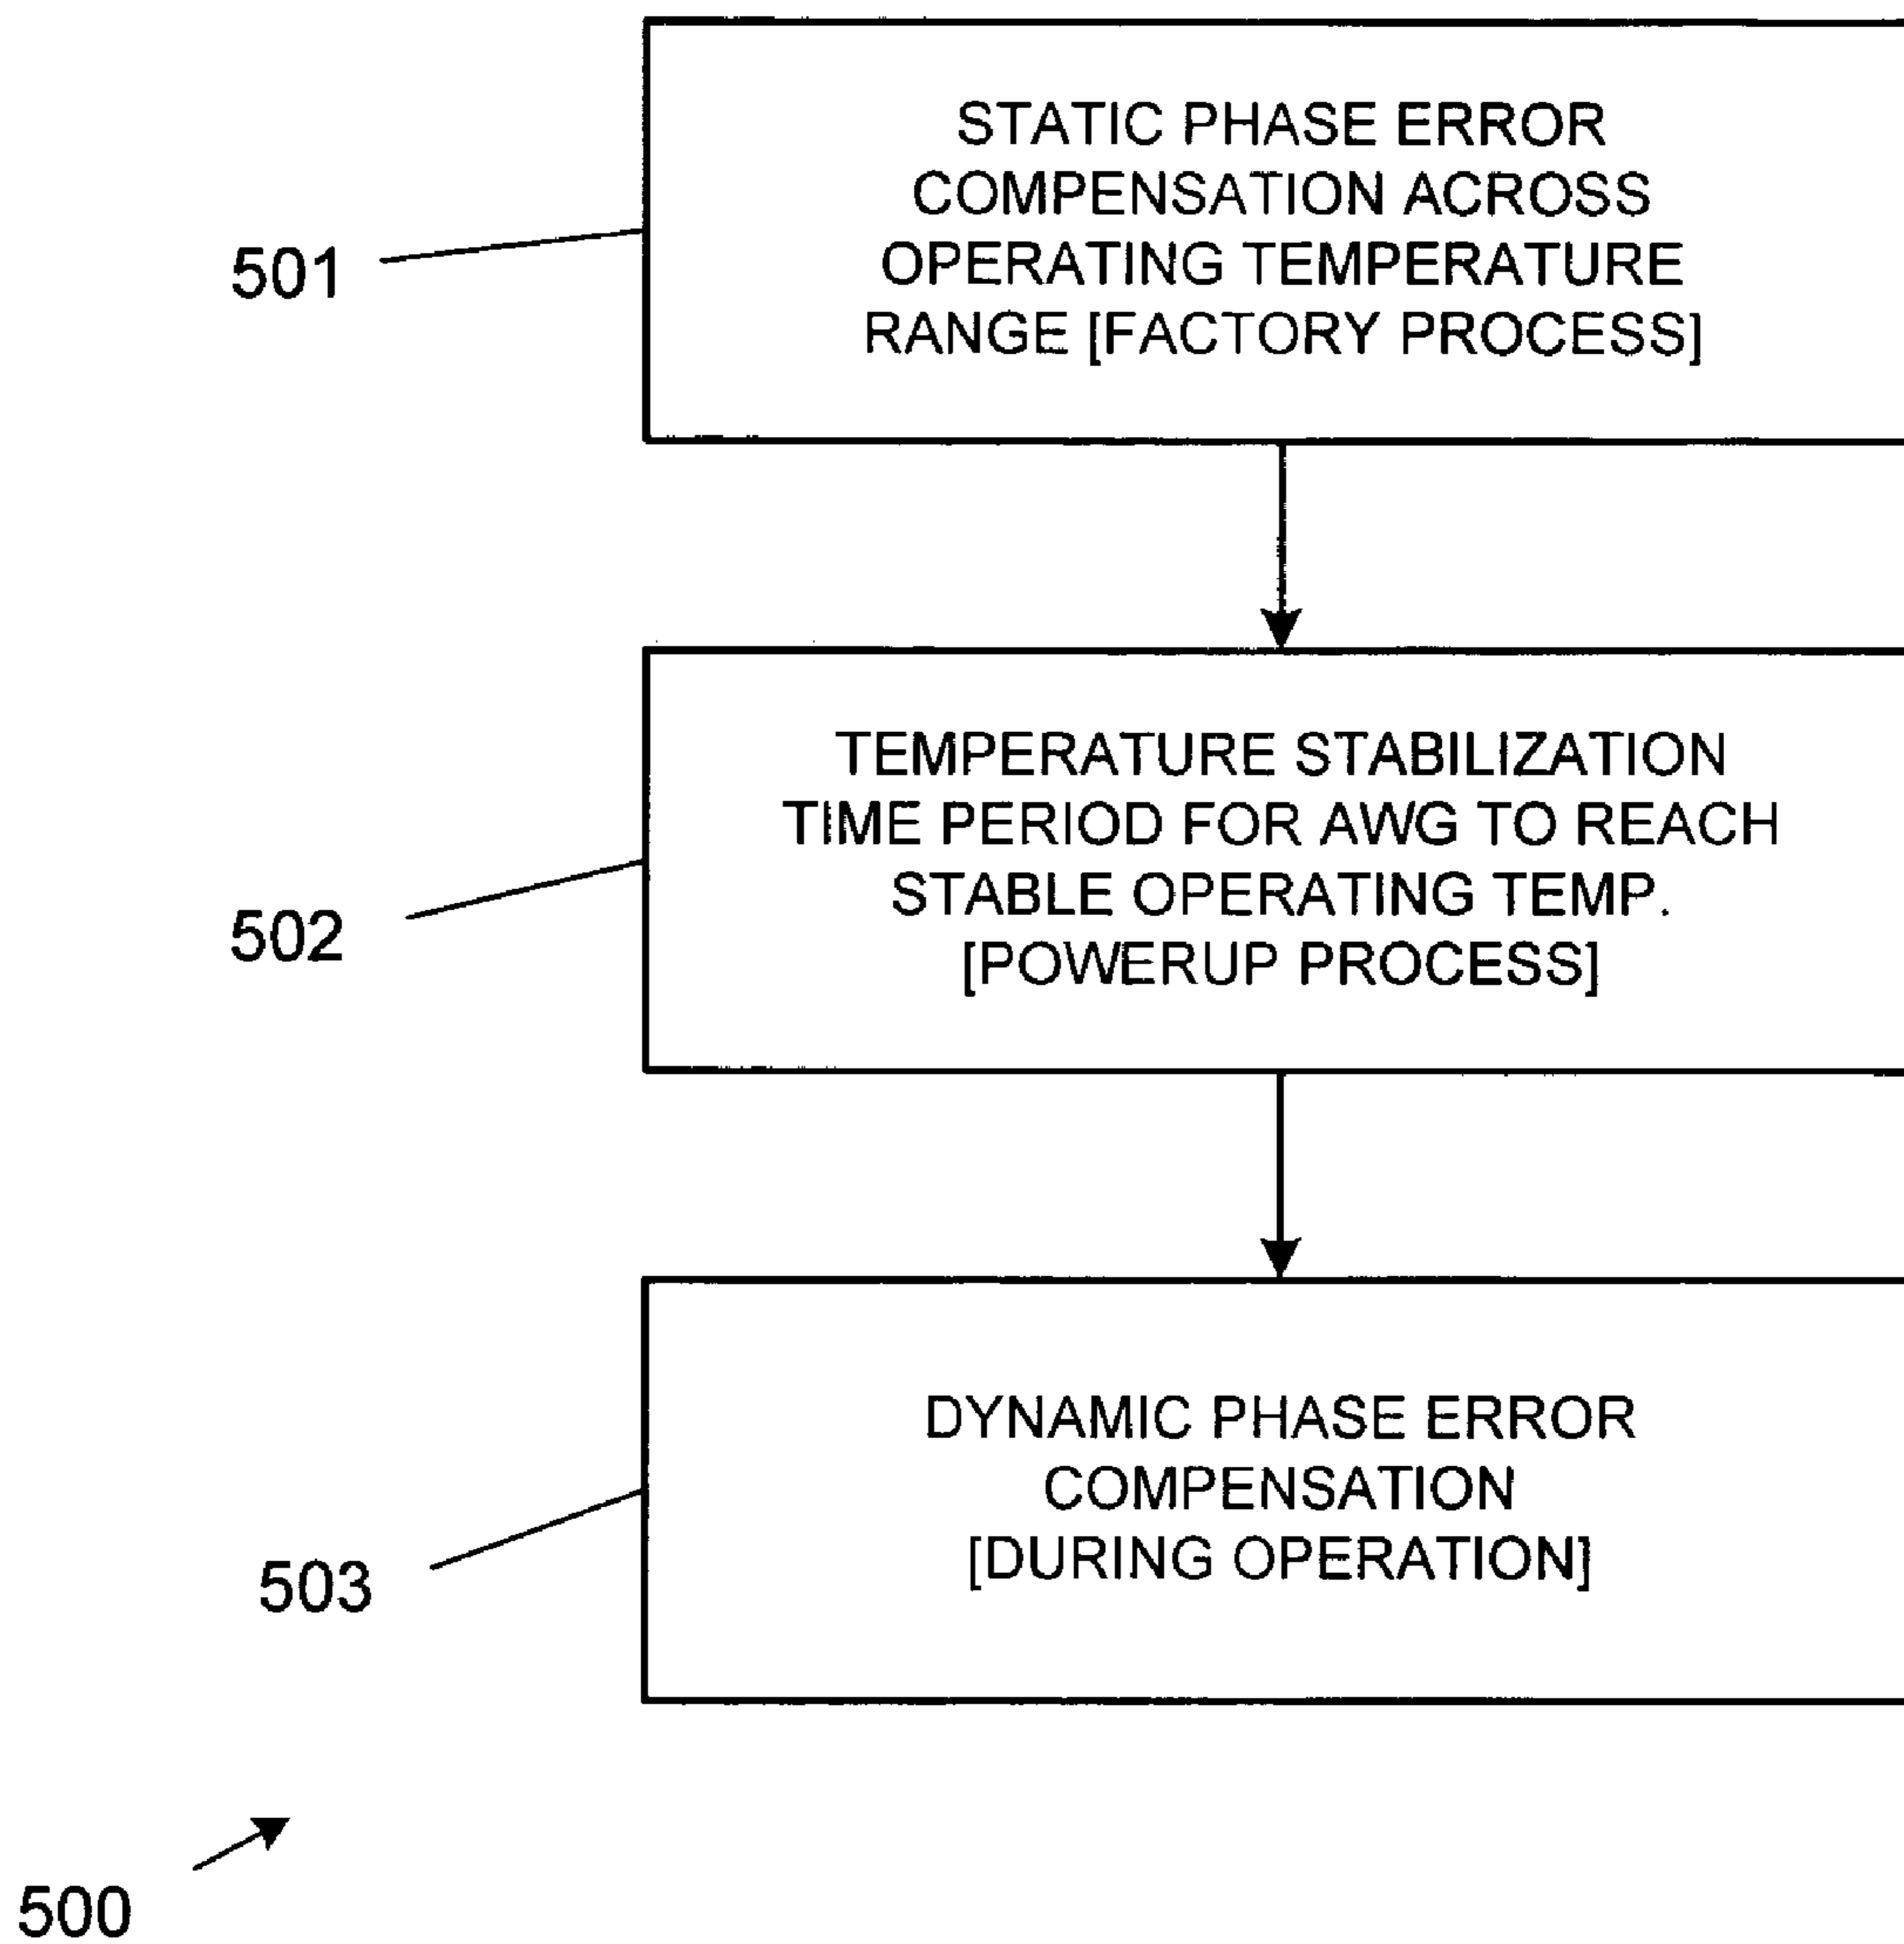 STATIC PHASE ERROR
COMPENSATION ACROSS
OPERATING TEMPERATURE
RANGE [FACTORY PROCESS]
501
TEMPERATURE STABILIZATION
TIME PERIOD FOR AWG TO REACH
STABLE OPERATING TEMP.
[POWERUP PROCESS]
502
DYNAMIC PHASE ERROR
COMPENSATION
[DURING OPERATION]
503
500